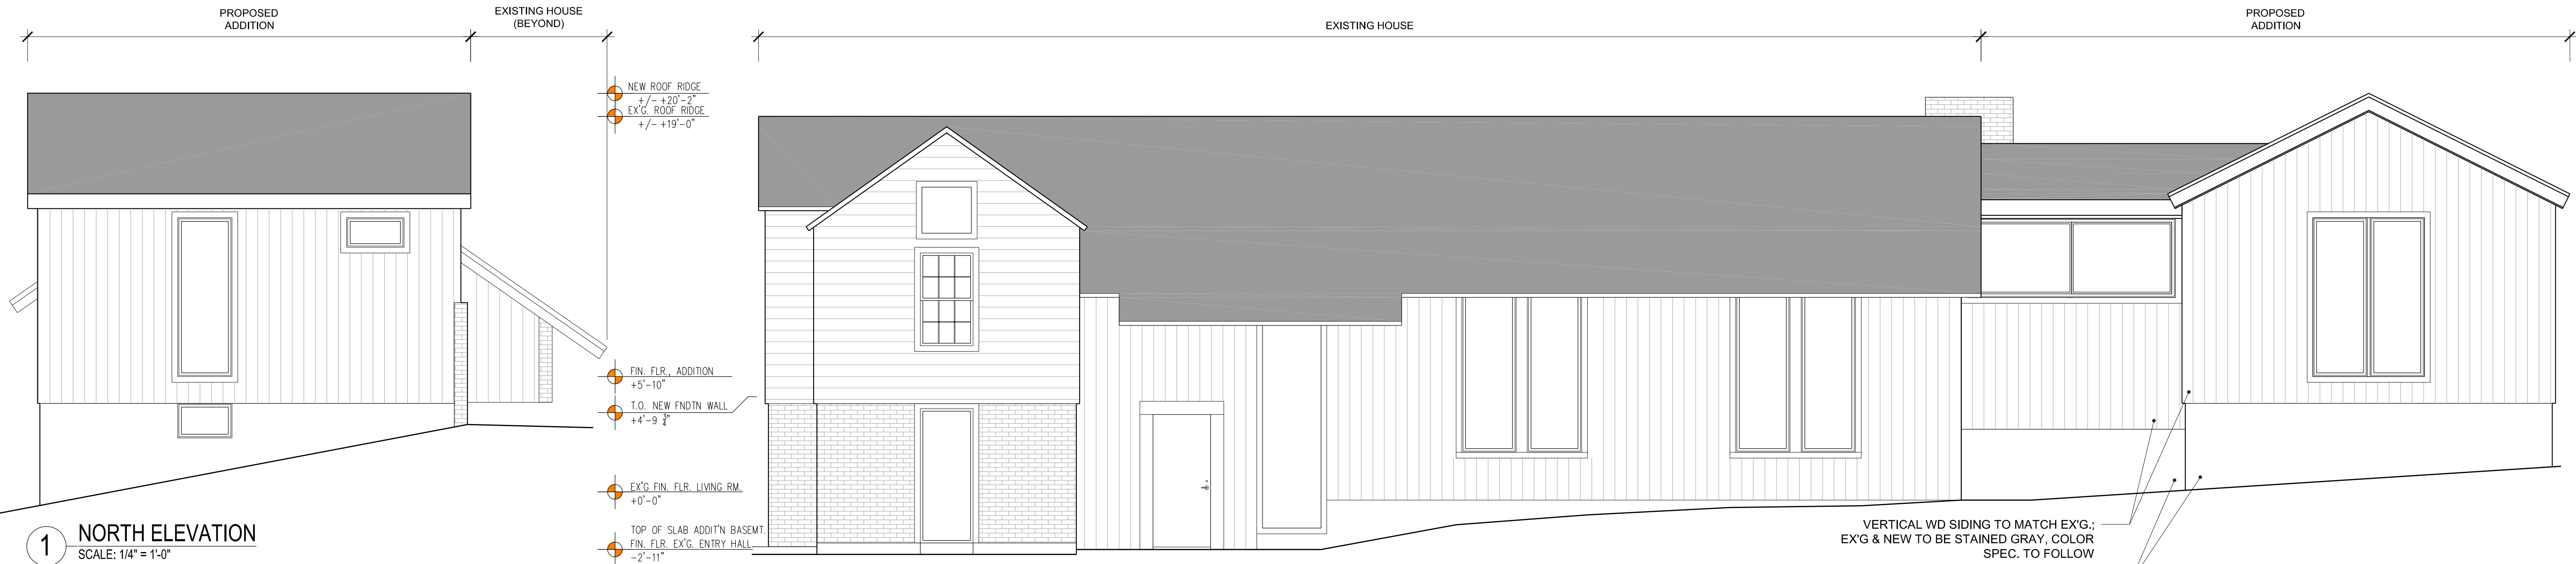 PROPOSED
ADDITION
EXISTING HOUSE
(BEYOND)
EXISTING HOUSE
PROPOSED
ADDITION
NEW ROOF RIDGE
+/- +20'-2"
EX'G. ROOF RIDGE
+/- +19'-0"
FIN. FLR., ADDITION
+5'-10"
T.O. NEW FNDTN WALL
+4'-9 3/4"
EX'G FIN. FLR. LIVING RM.
+0'-0"
TOP OF SLAB ADDIT'N BASEMT.
FIN. FLR. EX'G. ENTRY HALL
-2'-11"
1 NORTH ELEVATION
SCALE: 1/4" = 1'-0"
VERTICAL WD SIDING TO MATCH EX'G.;
EX'G & NEW TO BE STAINED GRAY, COLOR
SPEC. TO FOLLOW